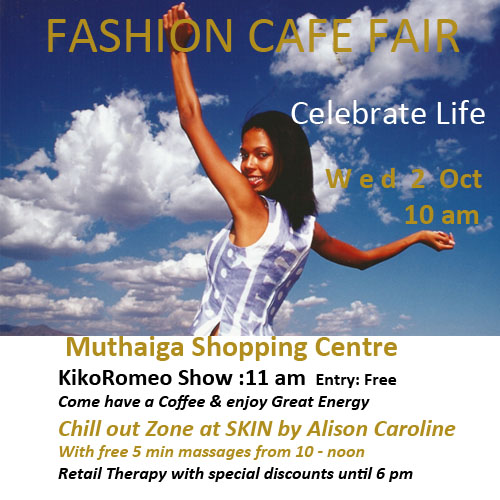 FASHION CAFE FAIR
Celebrate Life
Wed 2 Oct
10 am
Muthaiga Shopping Centre
KikoRomeo Show :11 am Entry: Free
Come have a Coffee & enjoy Great Energy
Chill out Zone at SKIN by Alison Caroline
With free 5 min massages from 10 - noon
Retail Therapy with special discounts until 6 pm